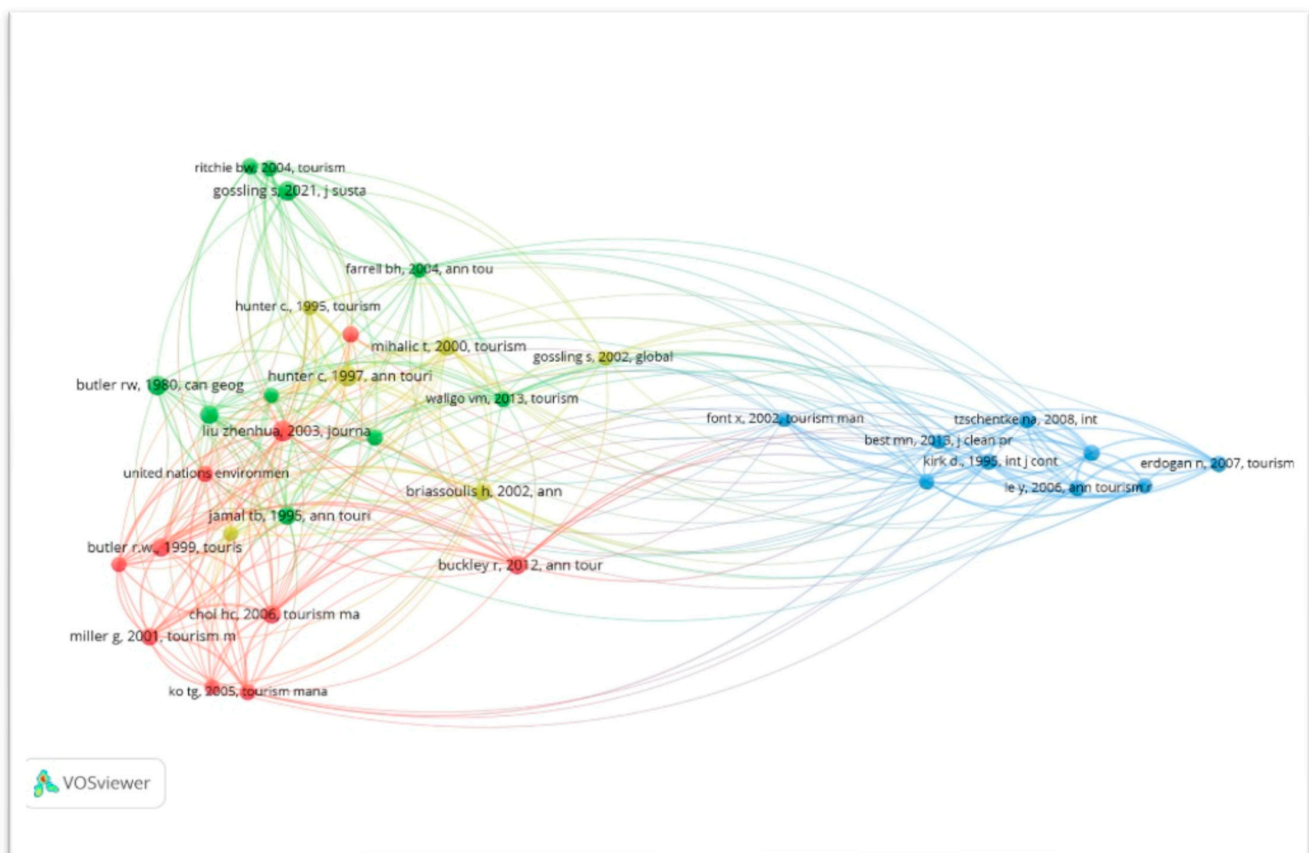 ritchie bw, 2004, tourism
gossling s, 2021, j susta
farrell bh, 2004, ann tou
hunter c., 1995, tourism
mihalic t, 2000, tourism
gossling s, 2002, global
hunter c, 1997, ann touri
butler rw, 1980, can geog
waligo vm, 2013, tourism
font x, 2002, tourism man
tzschentke na, 2008, int
liu zhenhua, 2003, journa
best mn, 2013, j clean pr
kirk d., 1995, int j cont
erdogan n, 2007, tourism
united nations environmen
le y, 2006, ann tourism r
briassoulis h, 2002, ann
jamal tb, 1995, ann touri
butler r.w., 1999, touris
buckley r, 2012, ann tour
choi hc, 2006, tourism ma
miller g, 2001, tourism m
ko tg, 2005, tourism mana
VOSviewer